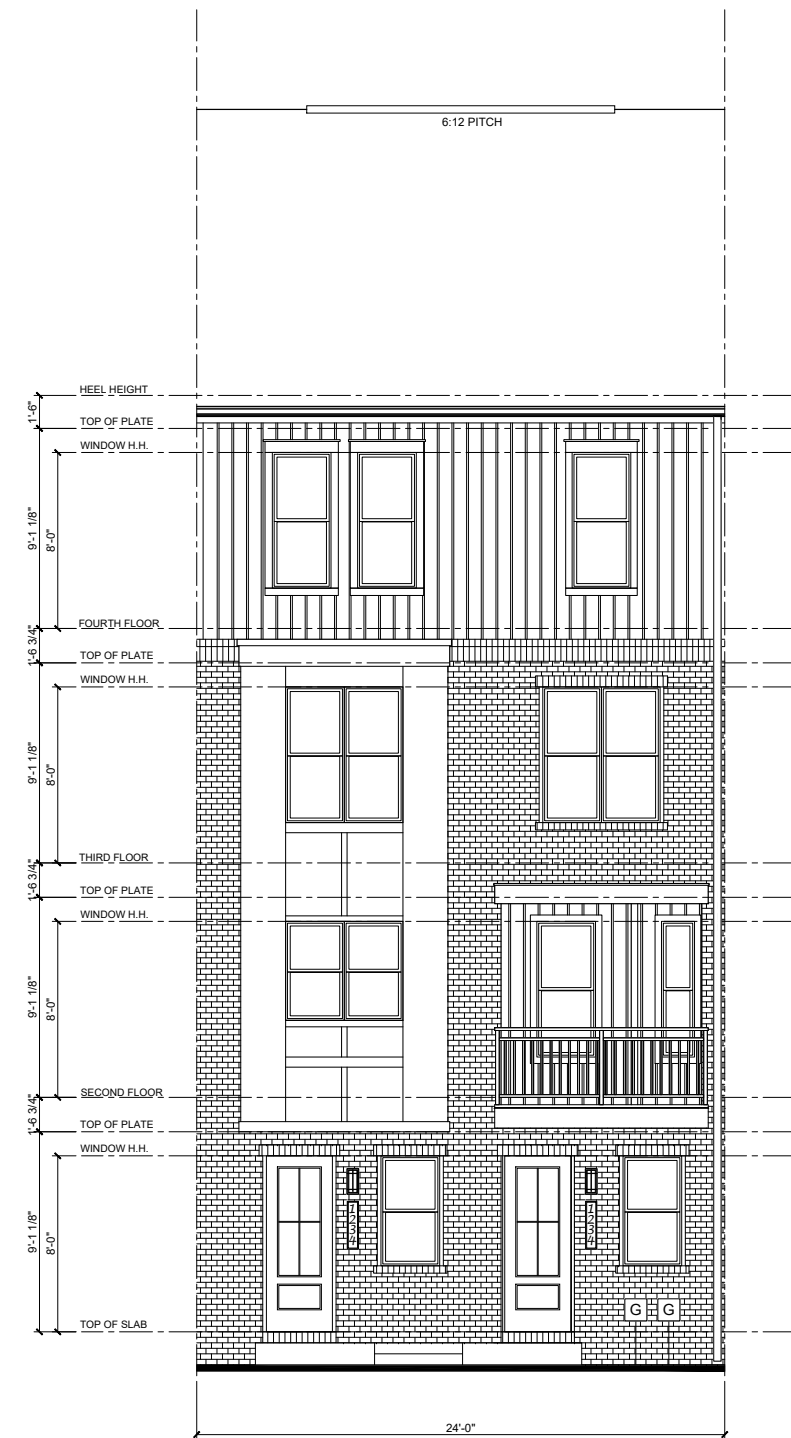 6:12 PITCH
HEEL HEIGHT
1'-6"
TOP OF PLATE
WINDOW H.H.
9'-1 1/8"
8'-0"
FOURTH FLOOR
1'-6 3/4"
TOP OF PLATE
WINDOW H.H.
9'-1 1/8"
8'-0"
THIRD FLOOR
1'-6 3/4"
TOP OF PLATE
WINDOW H.H.
9'-1 1/8"
8'-0"
SECOND FLOOR
1'-6 3/4"
TOP OF PLATE
WINDOW H.H.
1234
1234
9'-1 1/8"
8'-0"
G G
TOP OF SLAB
24'-0"